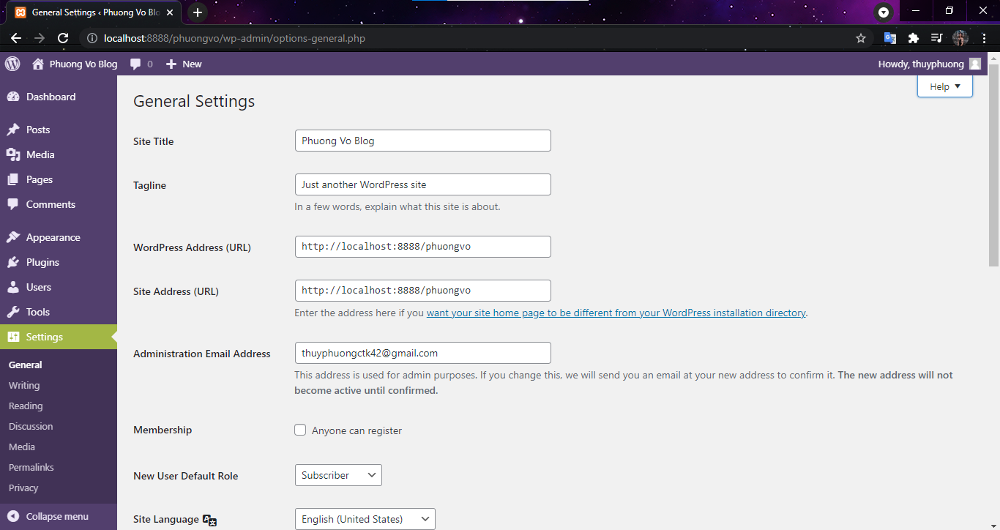 General Settings ‹ Phuong Vo Blo
localhost:8888/phuongvo/wp-admin/options-general.php
Phuong Vo Blog 0 New Howdy, thuyphuong
Help
Dashboard
Posts
Media
Pages
Comments
Appearance
Plugins
Users
Tools
Settings
General
Writing
Reading
Discussion
Media
Permalinks
Privacy
Collapse menu
General Settings
Site Title Phuong Vo Blog
Tagline Just another WordPress site
In a few words, explain what this site is about.
WordPress Address (URL) http://localhost:8888/phuongvo
Site Address (URL) http://localhost:8888/phuongvo
Enter the address here if you want your site home page to be different from your WordPress installation directory.
Administration Email Address thuyphuongctk42@gmail.com
This address is used for admin purposes. If you change this, we will send you an email at your new address to confirm it. The new address will not
become active until confirmed.
Membership Anyone can register
New User Default Role Subscriber
Site Language English (United States)